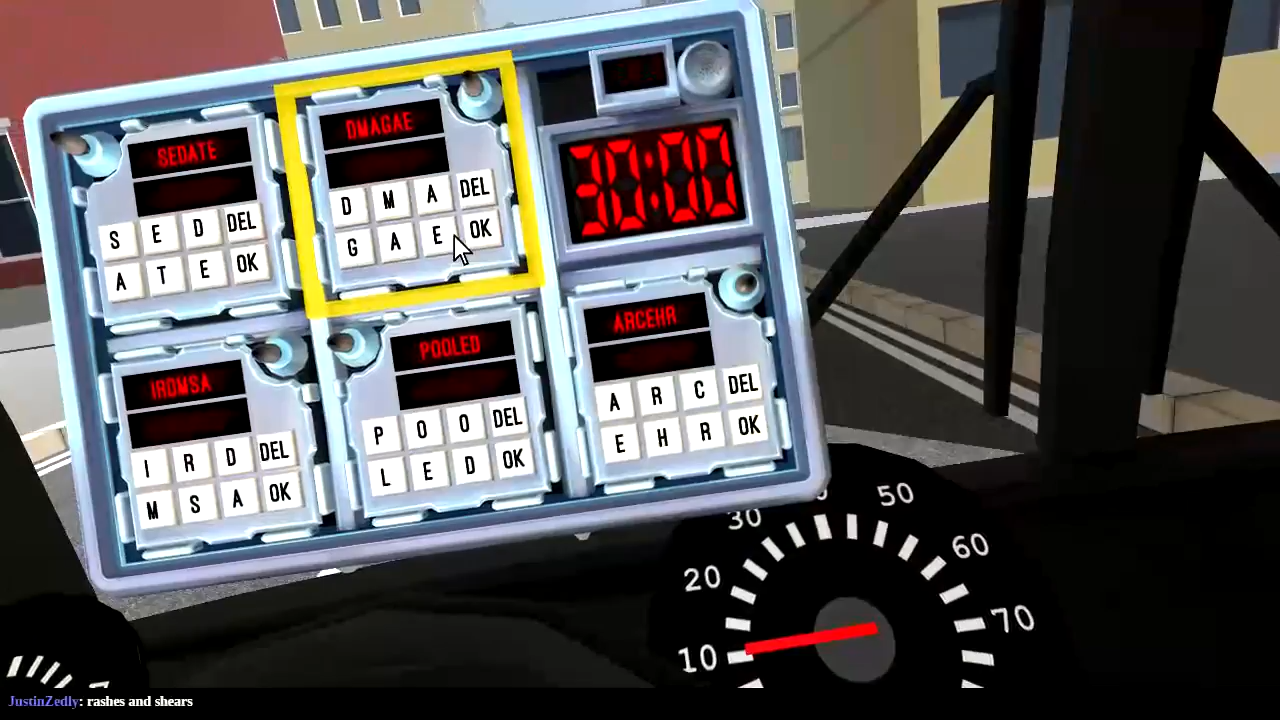 SEDATE
S E D DEL
A T E OK
DMAGAE
D M A DEL
G A E OK
30:00
IRDMSA
I R D DEL
M S A OK
POOLED
P O O DEL
L E D OK
ARCEHR
A R C DEL
E H R OK
10
20
30
50
60
70
JustinZedly: rashes and shears